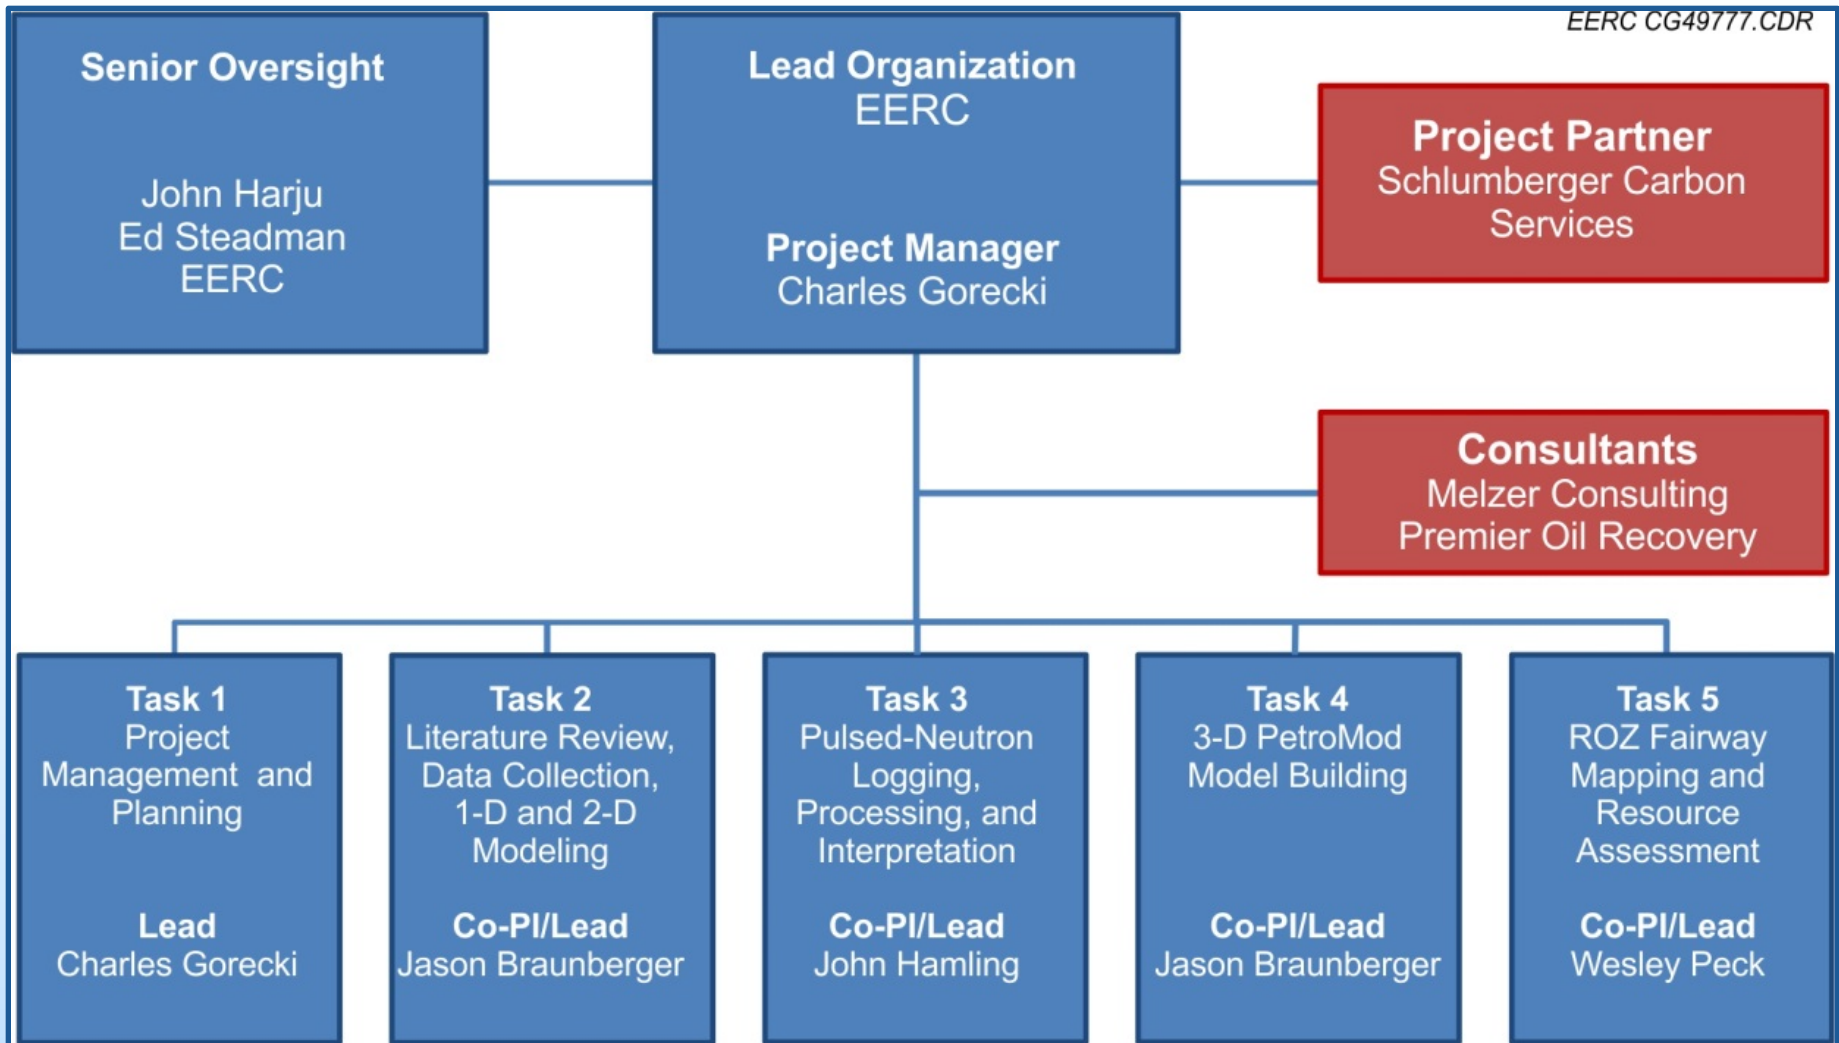 EERC CG49777.CDR
Senior Oversight
John Harju
Ed Steadman
EERC
Lead Organization
EERC
Project Manager
Charles Gorecki
Project Partner
Schlumberger Carbon
Services
Consultants
Melzer Consulting
Premier Oil Recovery
Task 1
Project
Management and
Planning
Lead
Charles Gorecki
Task 2
Literature Review,
Data Collection,
1-D and 2-D
Modeling
Co-PI/Lead
Jason Braunberger
Task 3
Pulsed-Neutron
Logging,
Processing, and
Interpretation
Co-PI/Lead
John Hamling
Task 4
3-D PetroMod
Model Building
Co-PI/Lead
Jason Braunberger
Task 5
ROZ Fairway
Mapping and
Resource
Assessment
Co-PI/Lead
Wesley Peck